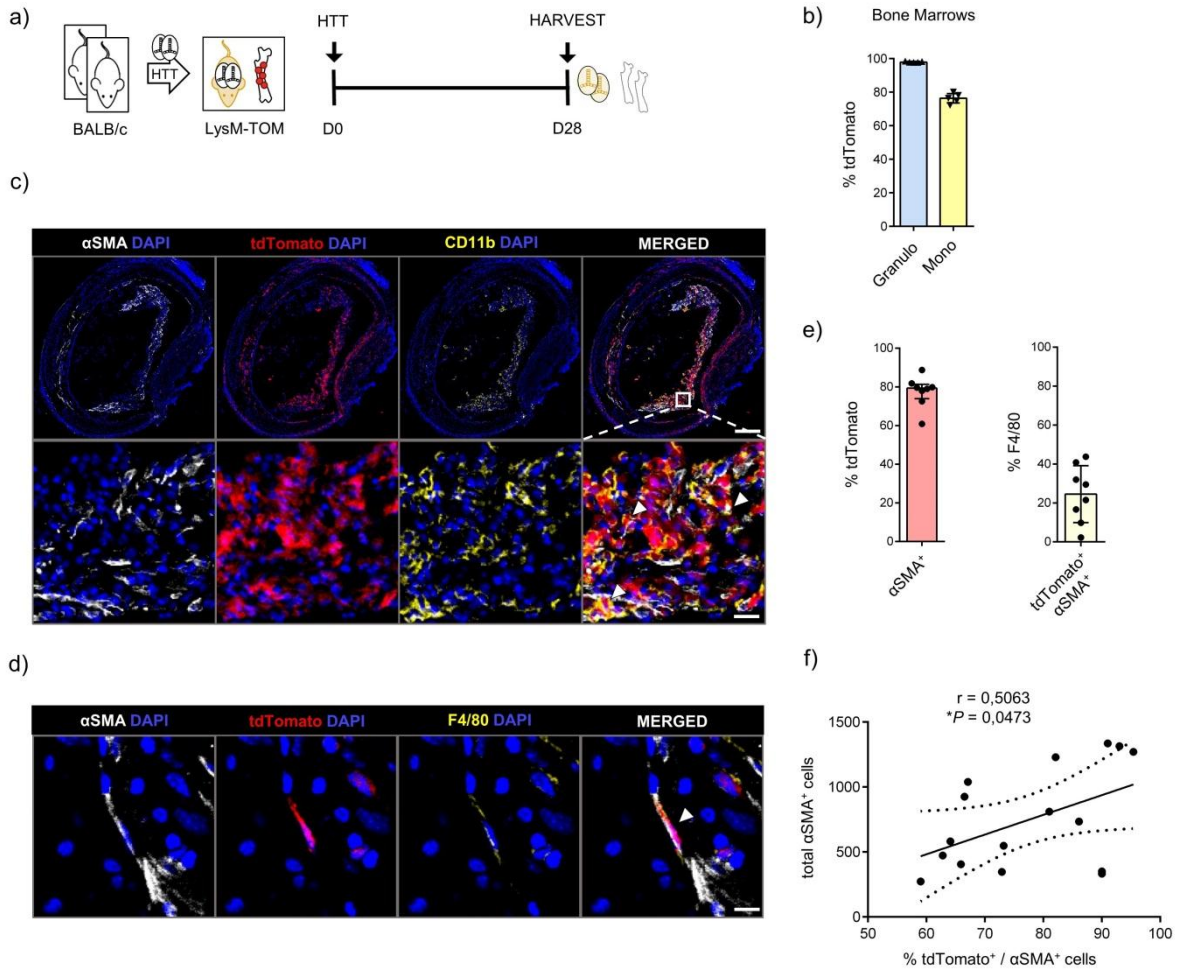 a)
HTT
BALB/c
LysM-TOM
HTT
HARVEST
D0
D28
b)
Bone Marrows
% tdTomato
100
80
60
40
20
0
Granulo
Mono
c)
αSMA DAPI
tdTomato DAPI
CD11b DAPI
MERGED
d)
αSMA DAPI
tdTomato DAPI
F4/80 DAPI
MERGED
e)
% tdTomato
100
80
60
40
20
0
αSMA⁺
% F4/80
100
80
60
40
20
0
tdTomato⁺
αSMA⁺
f)
r = 0,5063
*P = 0,0473
total αSMA⁺ cells
1500
1000
500
0
50 60 70 80 90 100
% tdTomato⁺ / αSMA⁺ cells